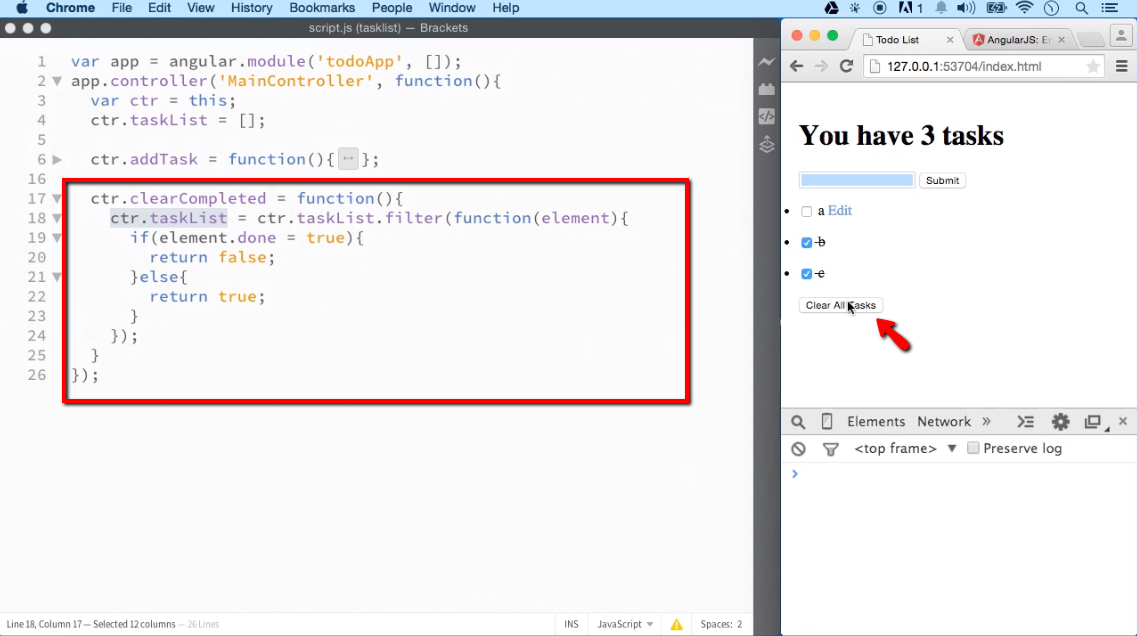 Chrome File Edit View History Bookmarks People Window Help
script.js (tasklist) — Brackets
1 var app = angular.module('todoApp', []);
2 app.controller('MainController', function(){
3 var ctr = this;
4 ctr.taskList = [];
5
6 ctr.addTask = function(){↔};
16
17 ctr.clearCompleted = function(){
18 ctr.taskList = ctr.taskList.filter(function(element){
19 if(element.done = true){
20 return false;
21 }else{
22 return true;
23 }
24 });
25 }
26 });
Line 18, Column 17 — Selected 12 columns — 26 Lines
INS JavaScript Spaces: 2
Todo List
AngularJS: Er
127.0.0.1:53704/index.html
You have 3 tasks
Submit
a Edit
b
c
Clear All Tasks
Elements Network »
<top frame> Preserve log